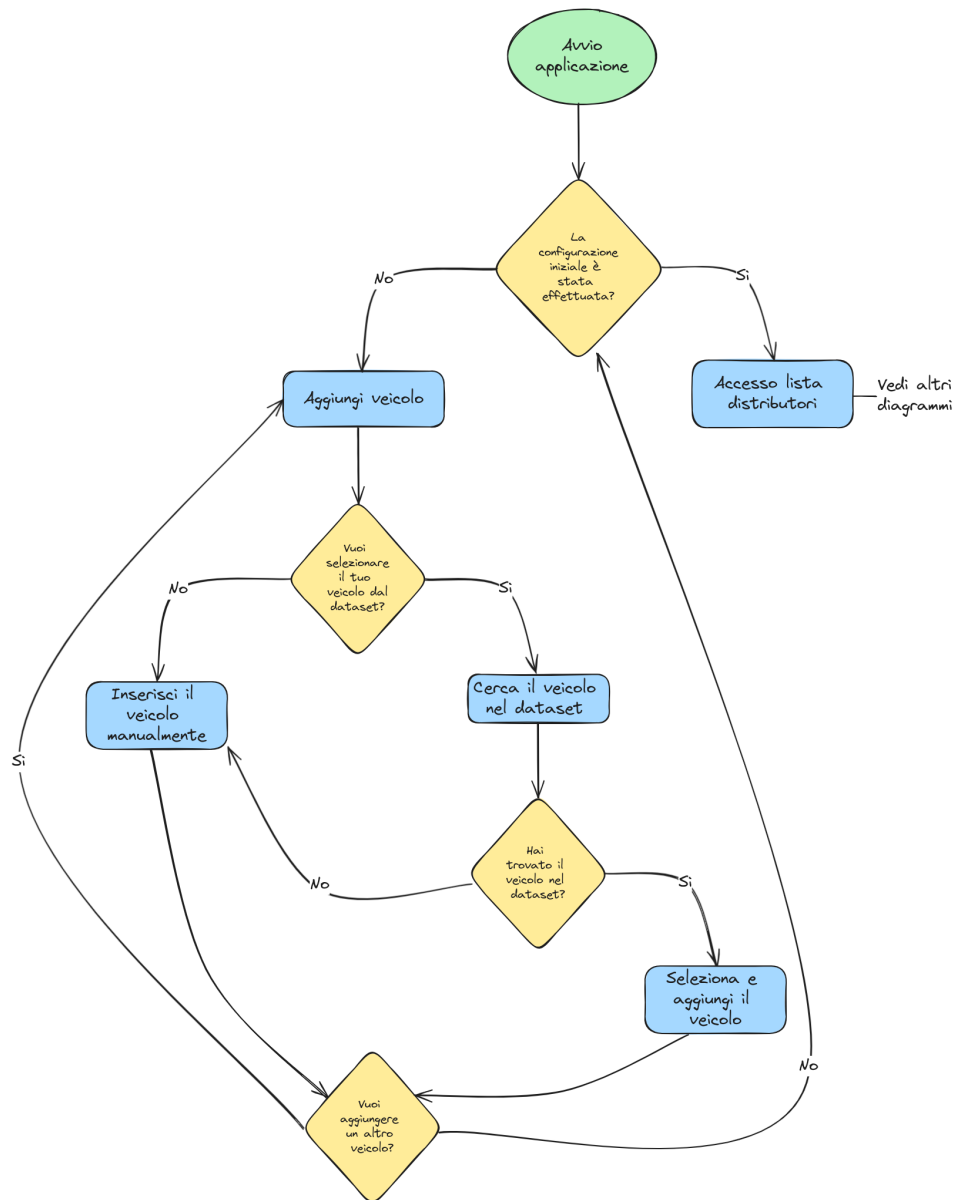 Avvio
applicazione
La
configurazione
iniziale è
stata
effettuata?
No
Si
Aggiungi veicolo
Accesso lista
distributori
Vedi altri
diagrammi
Vuoi
selezionare
il tuo
veicolo dal
dataset?
No
Si
Inserisci il
veicolo
manualmente
Cerca il veicolo
nel dataset
Si
Hai
trovato il
veicolo nel
dataset?
No
Si
Seleziona e
aggiungi il
veicolo
No
Vuoi
aggiungere
un altro
veicolo?